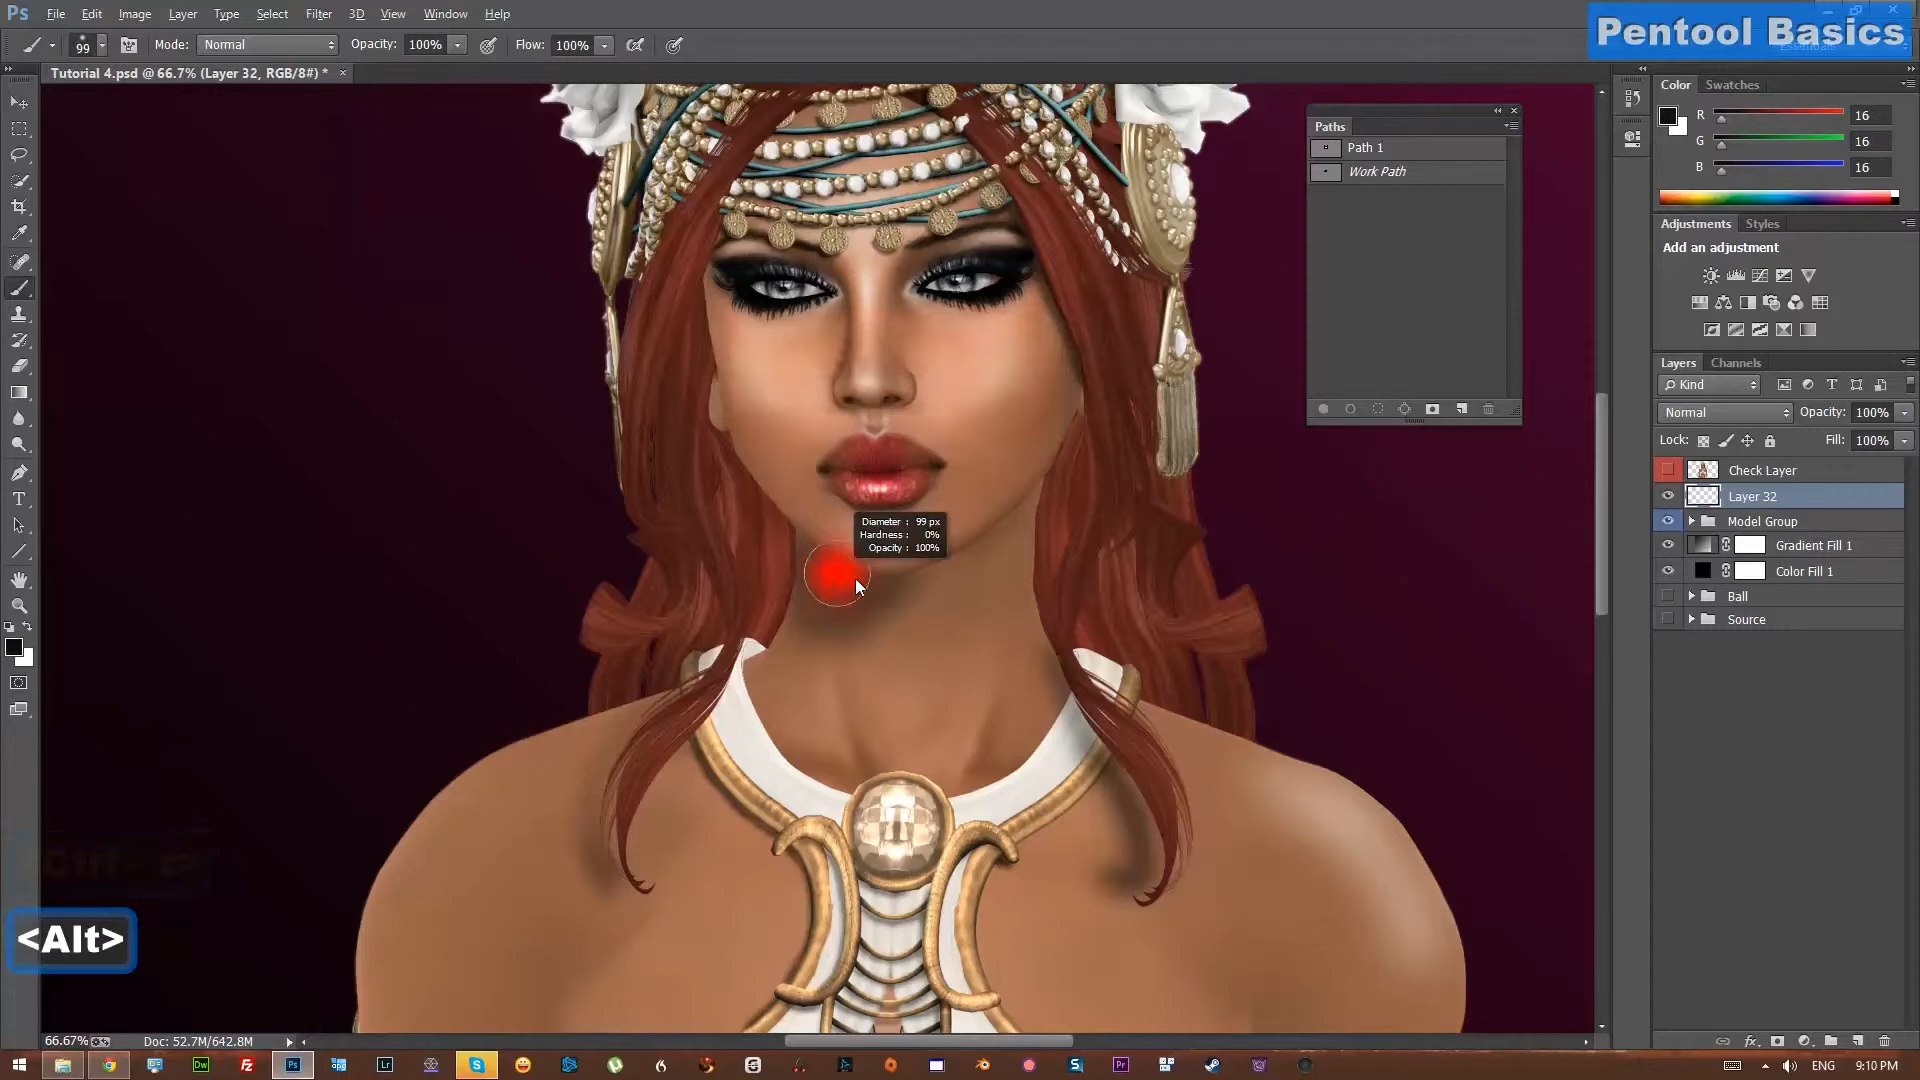 Ps File Edit Image Layer Type Select Filter 3D View Window Help
Pentool Basics
99 Mode: Normal Opacity: 100% Flow: 100%
Tutorial 4.psd @ 66.7% (Layer 32, RGB/8#) *
Color Swatches
R 16
G 16
B 16
Paths
Path 1
Work Path
Adjustments Styles
Add an adjustment
Layers Channels
Kind
Normal Opacity: 100%
Lock: Fill: 100%
Check Layer
Layer 32
Model Group
Gradient Fill 1
Color Fill 1
Ball
Source
Diameter : 99 px
Hardness : 0%
Opacity : 100%
<Alt>
66.67% Doc: 52.7M/642.8M
ENG 9:10 PM